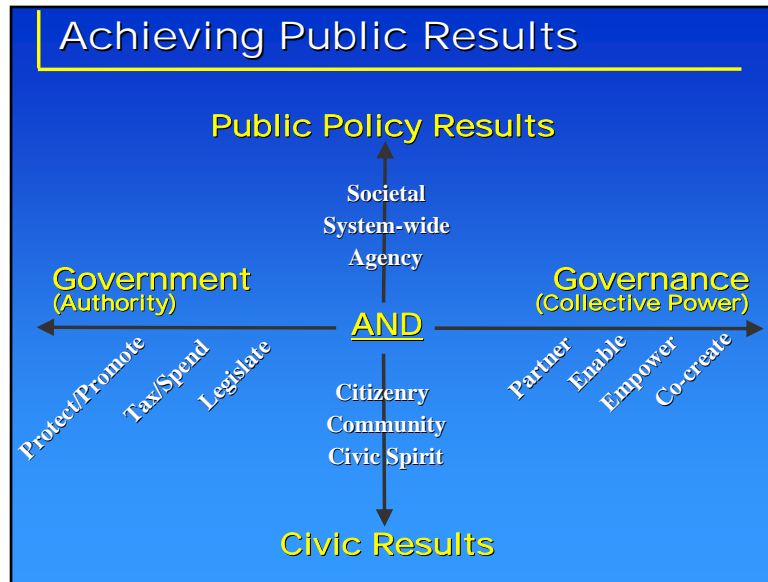 Achieving Public Results
Public Policy Results
Societal
System-wide
Agency
Government
(Authority)
Governance
(Collective Power)
AND
Protect/Promote
Tax/Spend
Legislate
Partner
Enable
Empower
Co-create
Citizenry
Community
Civic Spirit
Civic Results